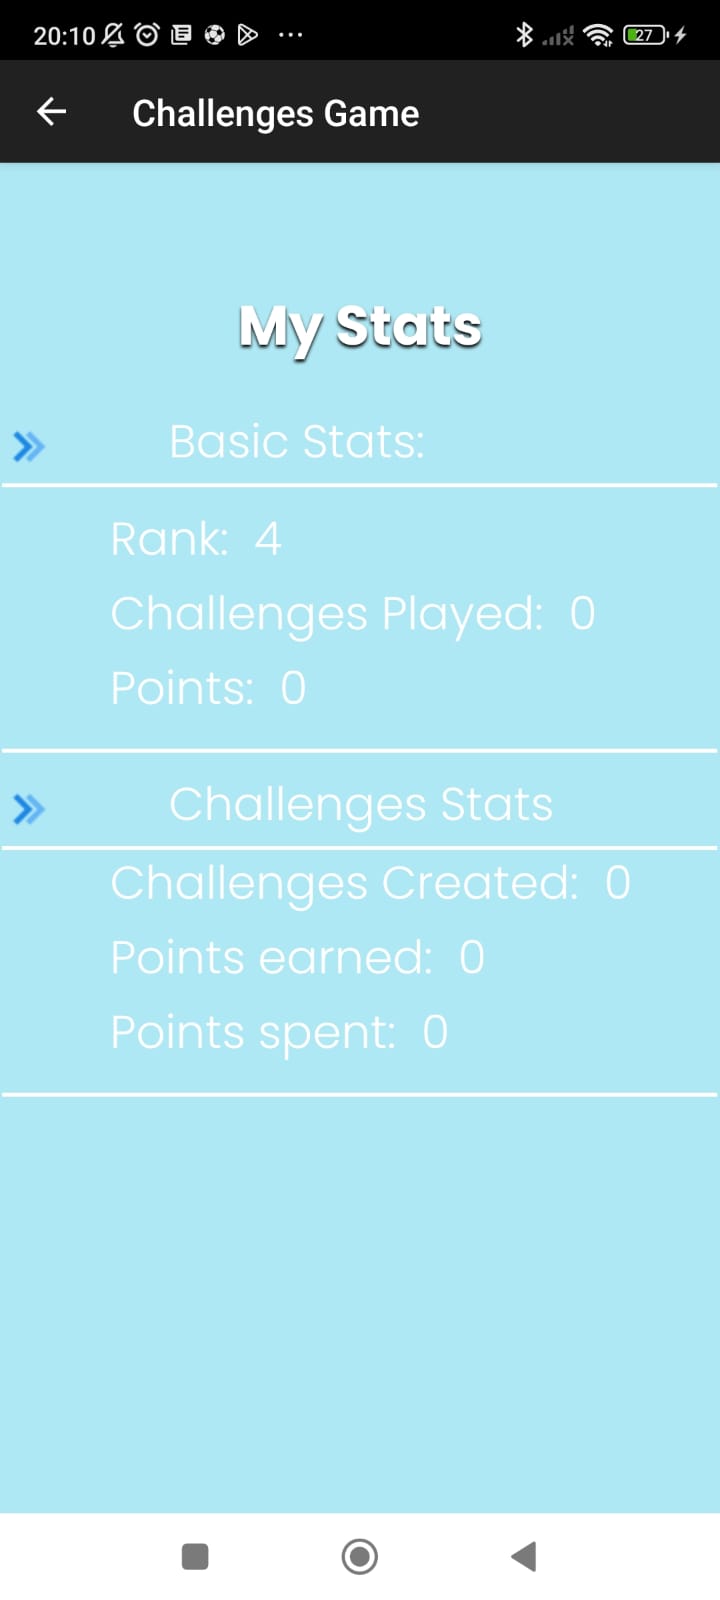 20:10
27
Challenges Game
My Stats
Basic Stats:
Rank: 4
Challenges Played: 0
Points: 0
Challenges Stats
Challenges Created: 0
Points earned: 0
Points spent: 0